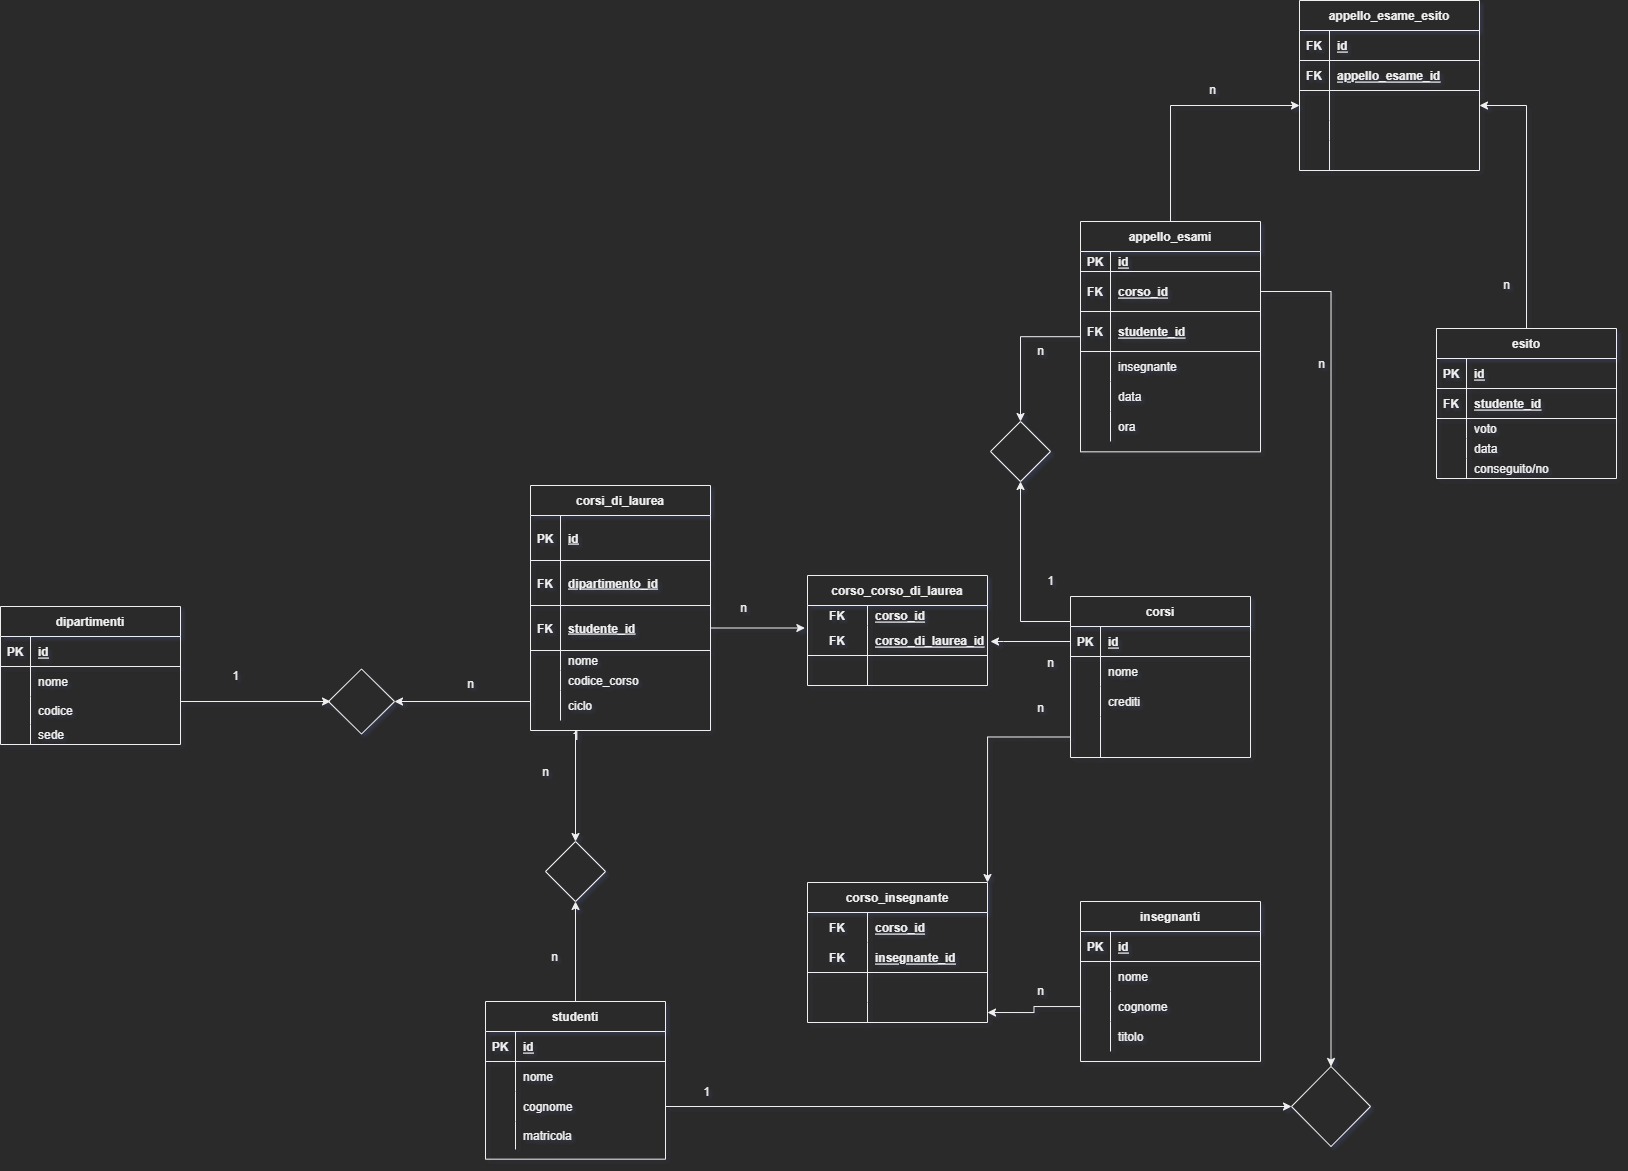 appello_esame_esito
FK id
FK appello_esame_id
n
appello_esami
PK id
FK corso_id
FK studente_id
insegnante
data
ora
n
n
n
esito
PK id
FK studente_id
voto
data
conseguito/no
corsi_di_laurea
PK id
FK dipartimento_id
FK studente_id
nome
codice_corso
ciclo
n
corso_corso_di_laurea
FK corso_id
FK corso_di_laurea_id
1
corsi
PK id
nome
crediti
n
n
dipartimenti
PK id
nome
codice
sede
1
n
1
n
n
corso_insegnante
FK corso_id
FK insegnante_id
n
insegnanti
PK id
nome
cognome
titolo
studenti
PK id
nome
cognome
matricola
1